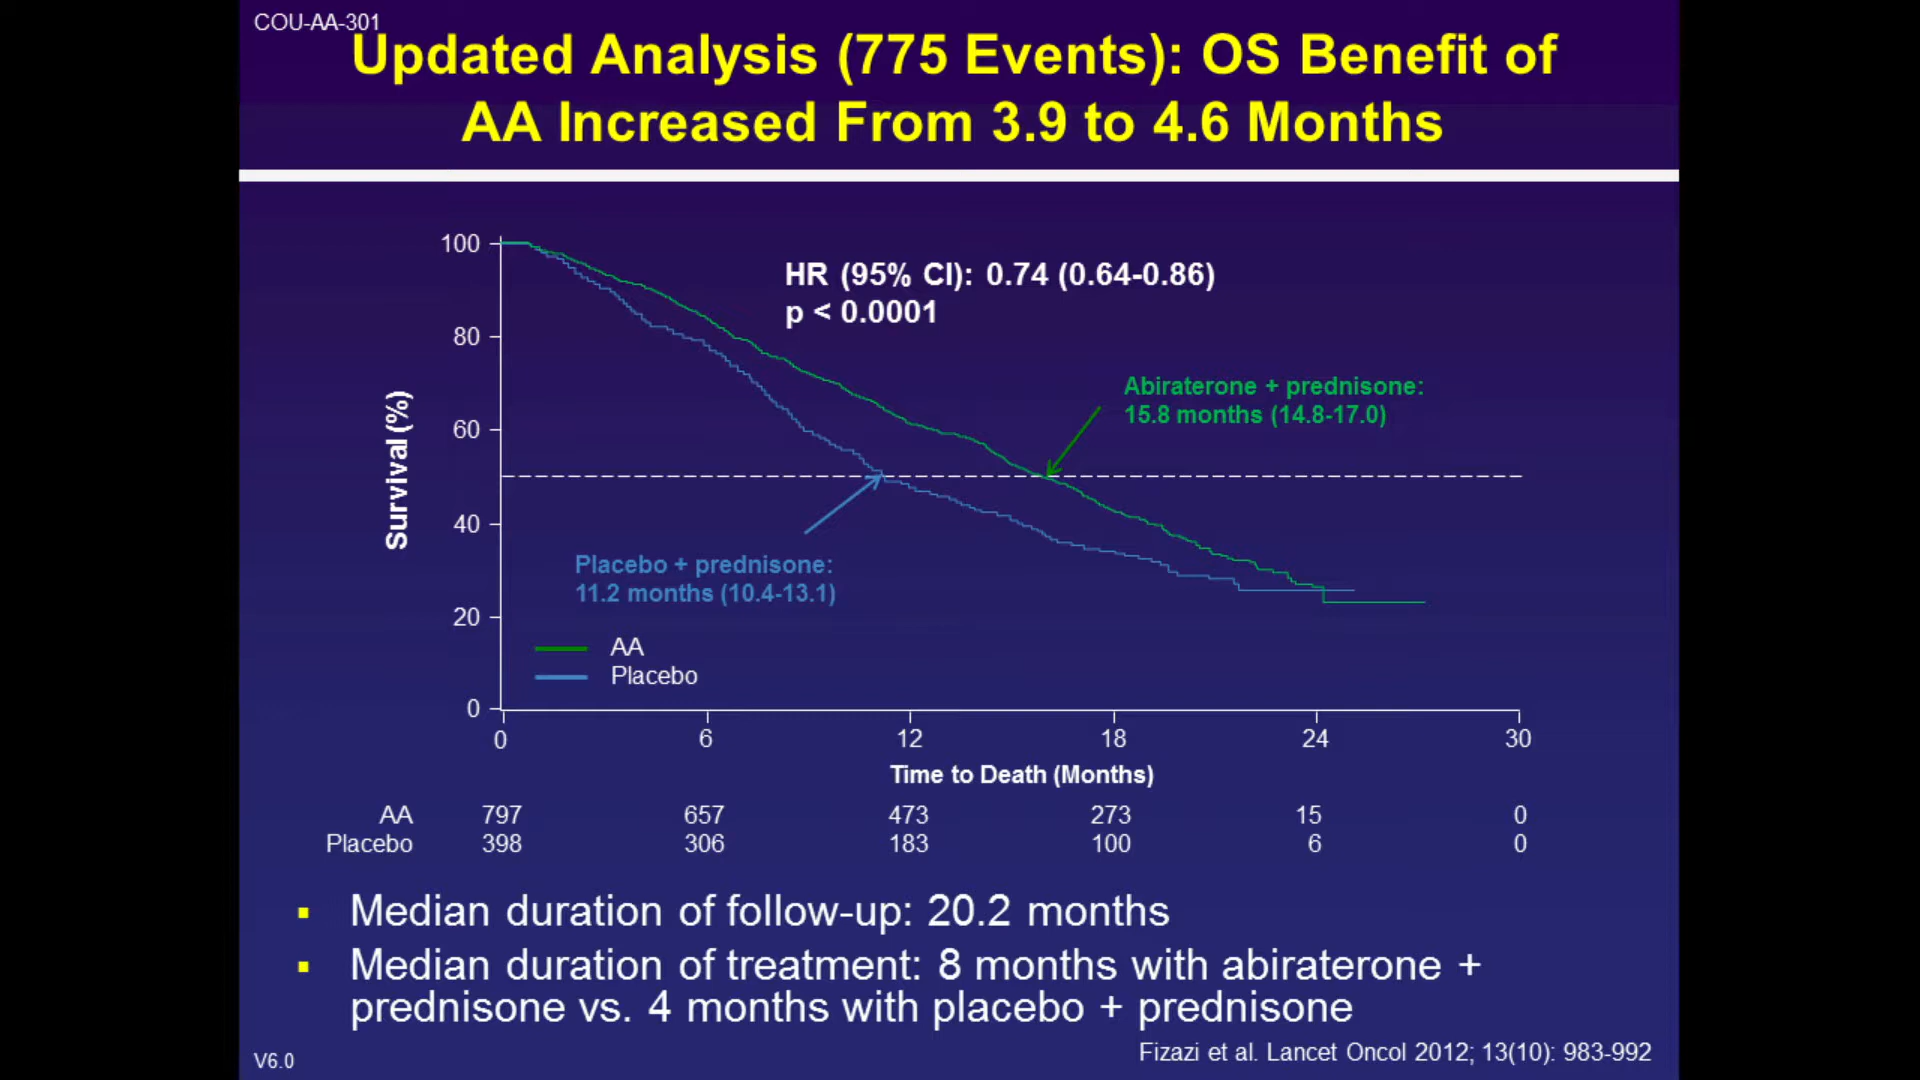 COU-AA-301
Updated Analysis (775 Events): OS Benefit of
AA Increased From 3.9 to 4.6 Months
HR (95% CI): 0.74 (0.64-0.86)
p < 0.0001
Abiraterone + prednisone:
15.8 months (14.8-17.0)
Placebo + prednisone:
11.2 months (10.4-13.1)
Survival (%)
100
80
60
40
20
0
AA
Placebo
0 6 12 18 24 30
Time to Death (Months)
AA 797 657 473 273 15 0
Placebo 398 306 183 100 6 0
▪ Median duration of follow-up: 20.2 months
▪ Median duration of treatment: 8 months with abiraterone +
prednisone vs. 4 months with placebo + prednisone
Fizazi et al. Lancet Oncol 2012; 13(10): 983-992
V6.0